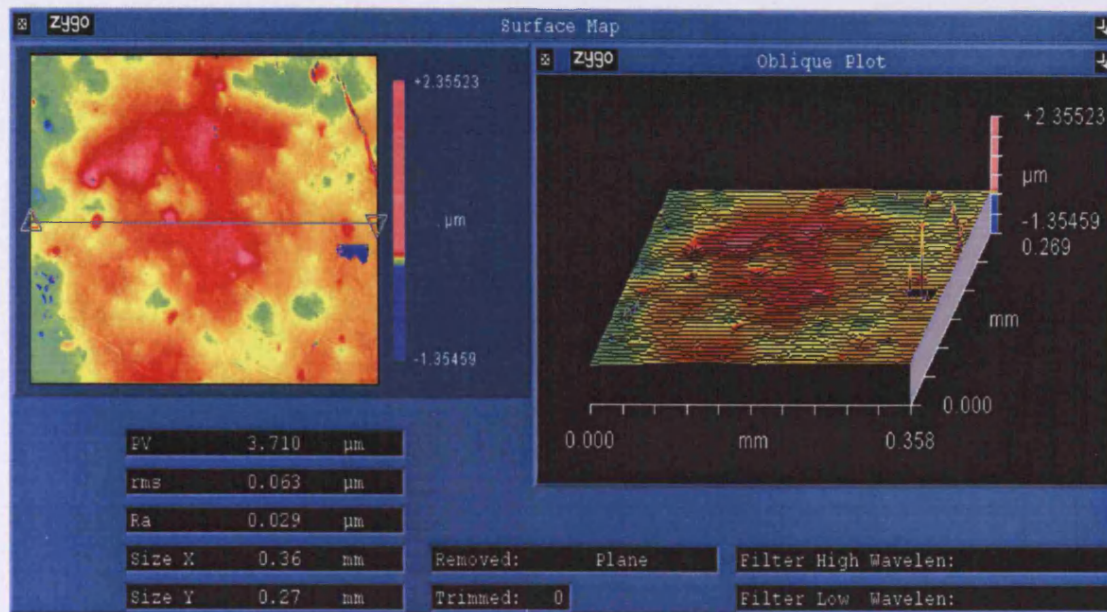 zygo Surface Map
+2.35523
µm
-1.35459
zygo Oblique Plot
+2.35523
µm
-1.35459
0.269
mm
0.000
0.000 mm 0.358
PV 3.710 µm
rms 0.063 µm
Ra 0.029 µm
Size X 0.36 mm
Size Y 0.27 mm
Removed: Plane
Trimmed: 0
Filter High Wavelen:
Filter Low Wavelen: